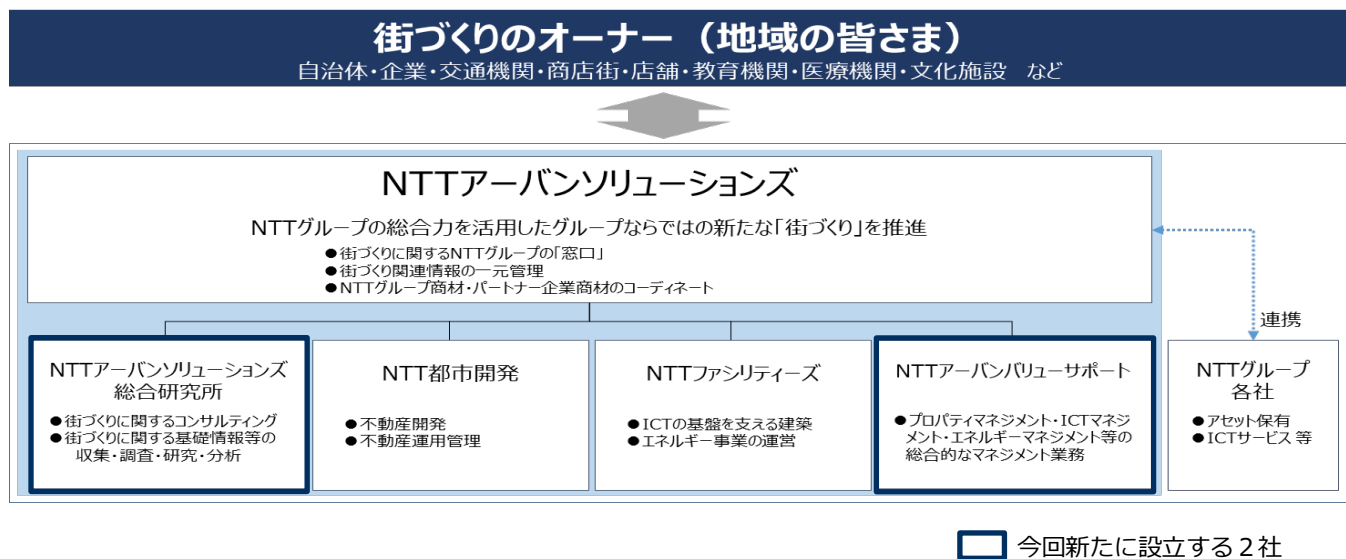 街づくりのオーナー（地域の皆さま）
自治体・企業・交通機関・商店街・店舗・教育機関・医療機関・文化施設　など
NTTアーバンソリューションズ
NTTグループの総合力を活用したグループならではの新たな「街づくり」を推進
●街づくりに関するNTTグループの「窓口」
●街づくり関連情報の一元管理
●NTTグループ商材・パートナー企業商材のコーディネート
連携
NTTアーバンソリューションズ
総合研究所
●街づくりに関するコンサルティング
●街づくりに関する基礎情報等の
収集・調査・研究・分析
NTT都市開発
●不動産開発
●不動産運用管理
NTTファシリティーズ
●ICTの基盤を支える建築
●エネルギー事業の運営
NTTアーバンバリューサポート
●プロパティマネジメント・ICTマネジ
メント・エネルギーマネジメント等の
総合的なマネジメント業務
NTTグループ
各社
●アセット保有
●ICTサービス 等
今回新たに設立する２社